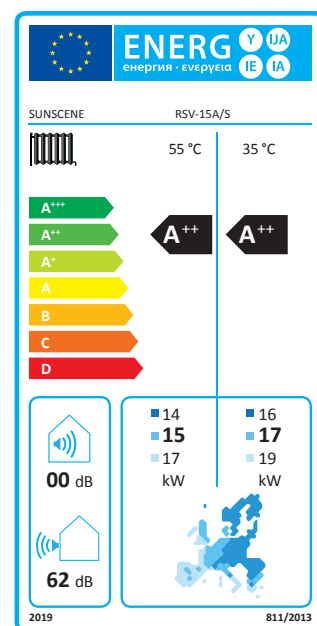 ENERG Y IJA
енергия · ενεργεια IE IA
SUNSCENE RSV-15A/S
55 °C 35 °C
A+++
A++
A+
A
B
C
D
A++ A++
00 dB
62 dB
14 16
15 17
17 19
kW kW
2019 811/2013